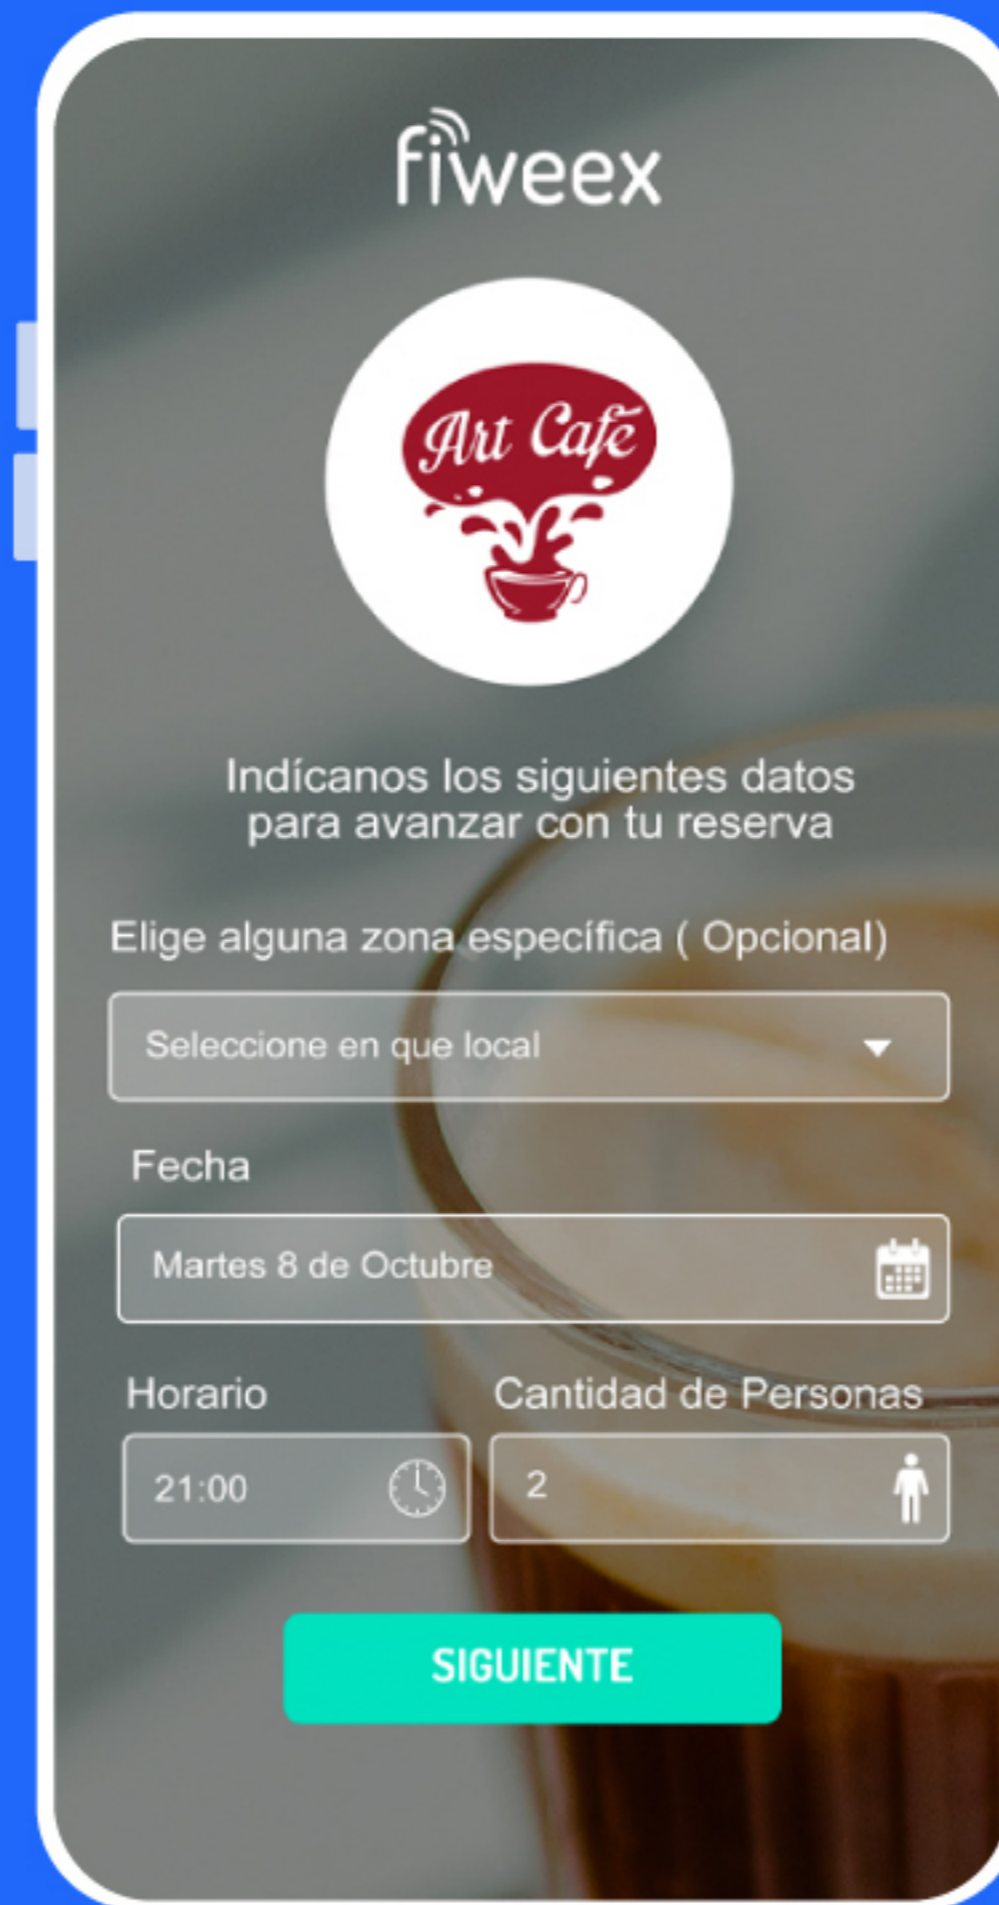 fiweex
Art Café
Indícanos los siguientes datos
para avanzar con tu reserva
Elige alguna zona específica ( Opcional)
Seleccione en que local
Fecha
Martes 8 de Octubre
Horario
Cantidad de Personas
21:00
2
SIGUIENTE